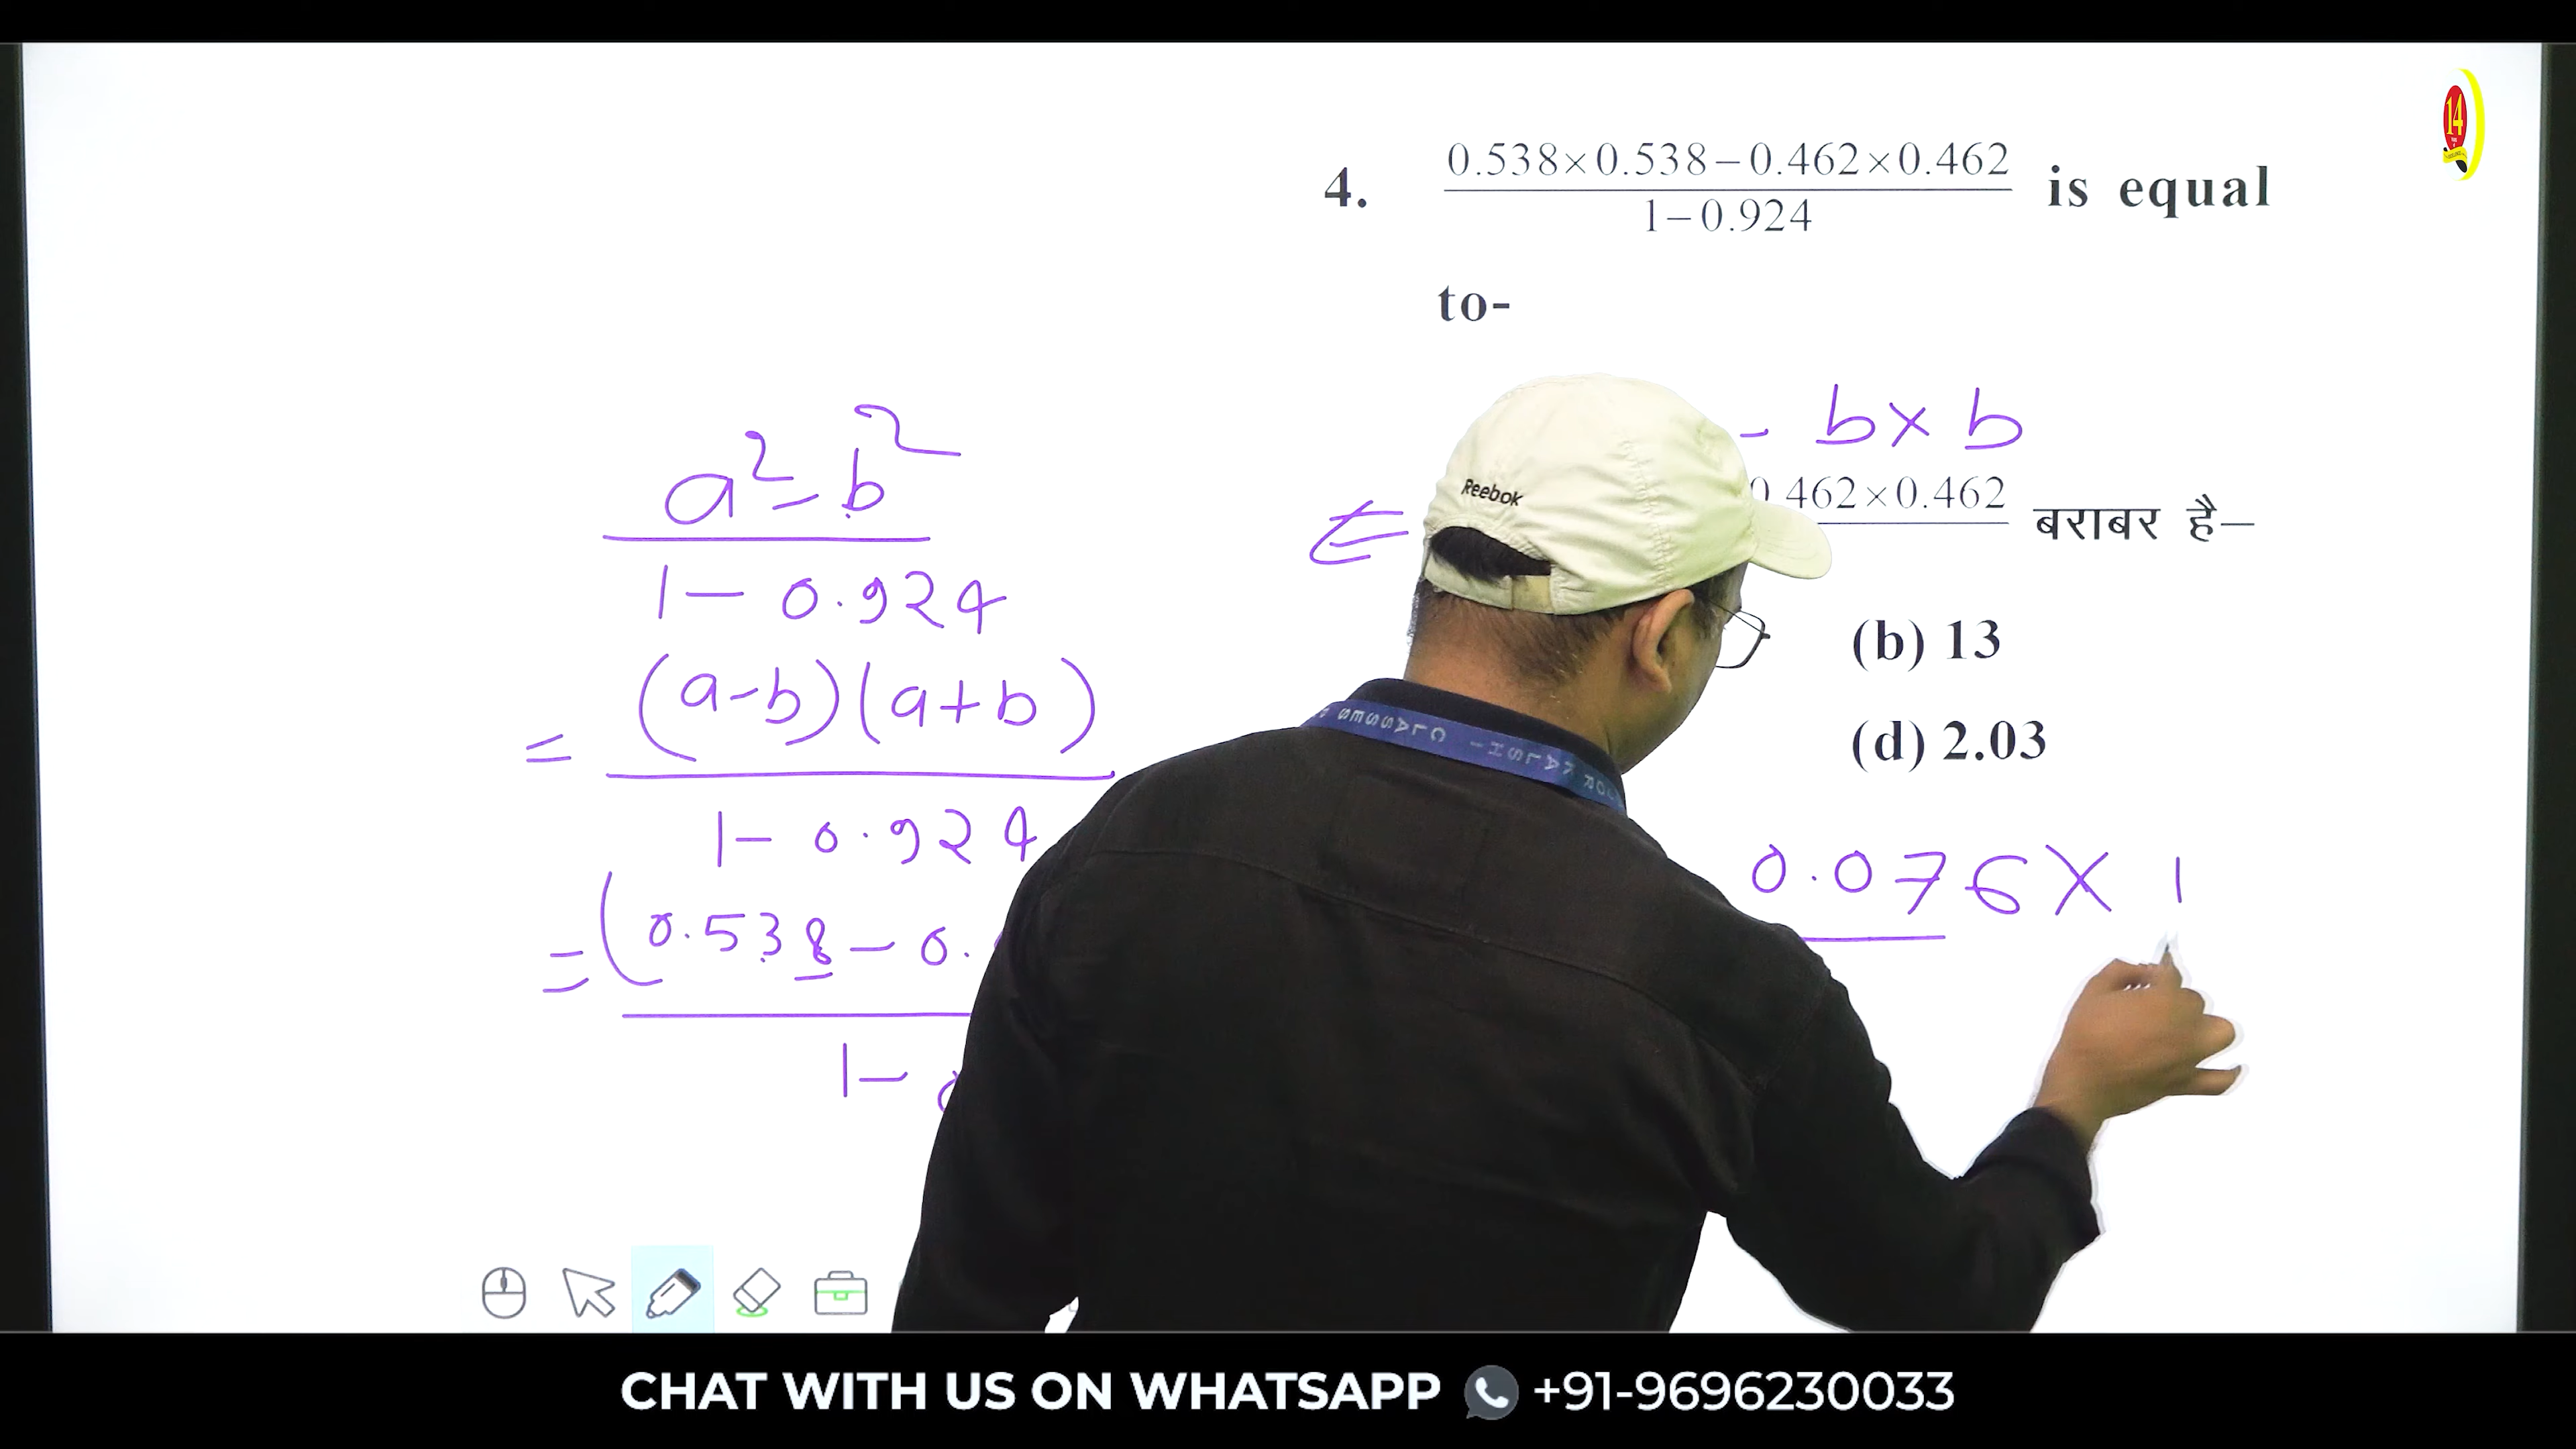 14
4. 0.538×0.538−0.462×0.462 is equal
1−0.924
to-
a² − b²
1 − 0.924
= (a-b)(a+b)
1 − 0.924
= (0.538 − 0.
1 −
- b × b
462×0.462 बराबर है–
Reebok
(b) 13
(d) 2.03
CLASSES
0.076 × 1
CHAT WITH US ON WHATSAPP +91-9696230033